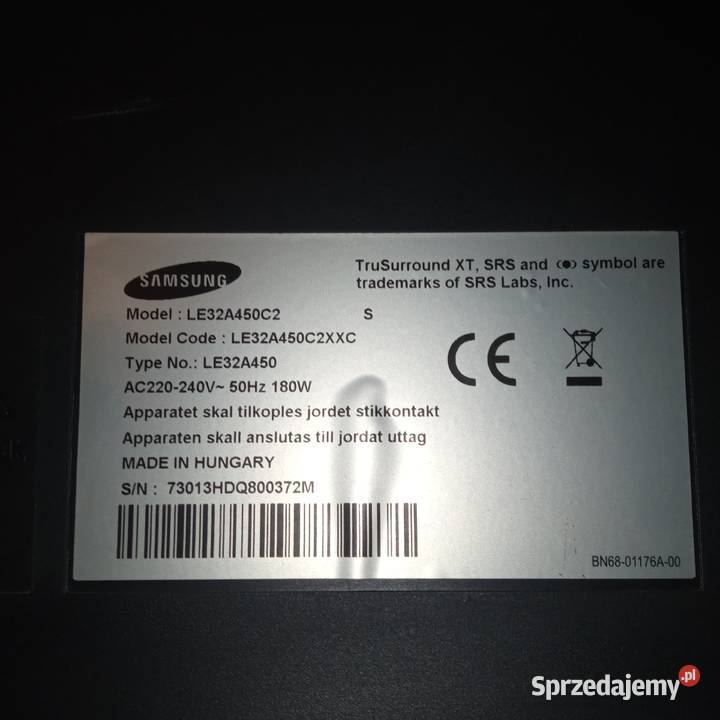 SAMSUNG
TruSurround XT, SRS and (●) symbol are
trademarks of SRS Labs, Inc.
Model : LE32A450C2 S
Model Code : LE32A450C2XXC
Type No.: LE32A450
AC220-240V~ 50Hz 180W
Apparatet skal tilkoples jordet stikkontakt
Apparaten skall anslutas till jordat uttag
MADE IN HUNGARY
S/N : 73013HDQ800372M
CE
BN68-01176A-00
Sprzedajemy.pl